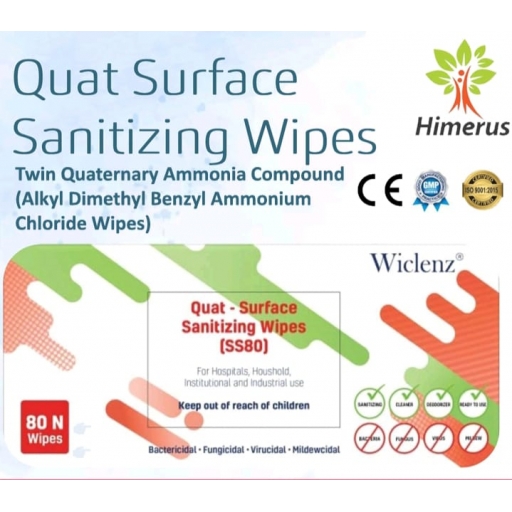 Quat Surface
Sanitizing Wipes
Himerus
Twin Quaternary Ammonia Compound
(Alkyl Dimethyl Benzyl Ammonium
Chloride Wipes)
CE
GMP
ISO 9001:2015
Wiclenz®
Quat - Surface
Sanitizing Wipes
(SS80)
For Hospitals, Houshold,
Institutional and Industrial use
Keep out of reach of children
80 N
Wipes
SANITIZING CLEANER DEODORIZER READY TO USE
BACTERIA FUNGUS VIRUS MILDEW
Bactericidal • Fungicidal • Virucidal • Mildewcidal